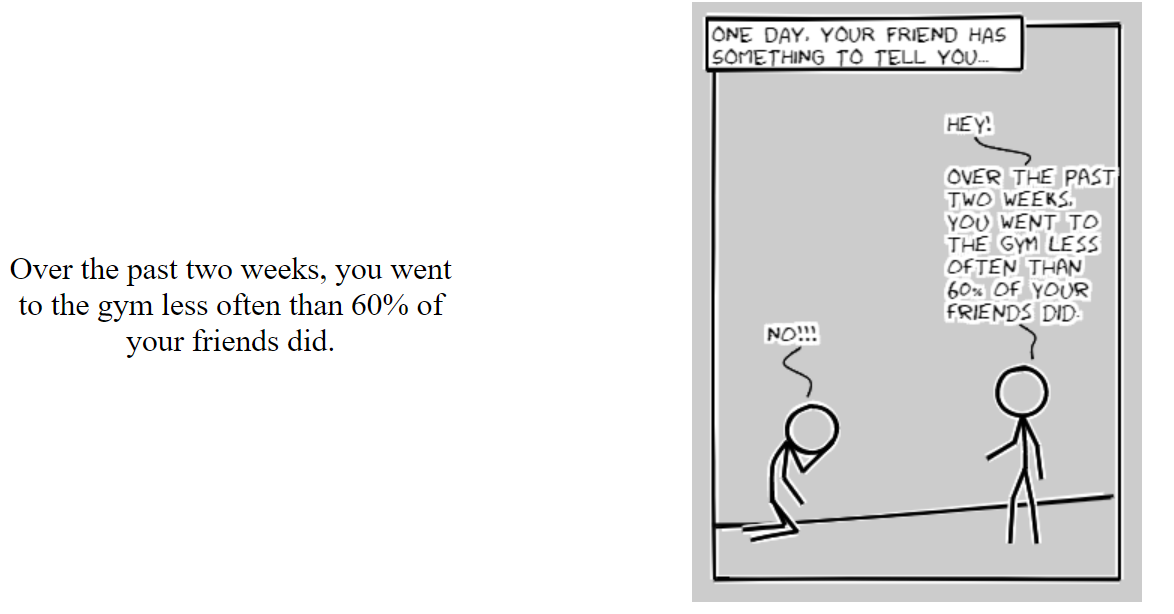 Over the past two weeks, you went
to the gym less often than 60% of
your friends did.
ONE DAY, YOUR FRIEND HAS
SOMETHING TO TELL YOU...
HEY!
OVER THE PAST
TWO WEEKS,
YOU WENT TO
THE GYM LESS
OFTEN THAN
60% OF YOUR
FRIENDS DID.
NO!!!